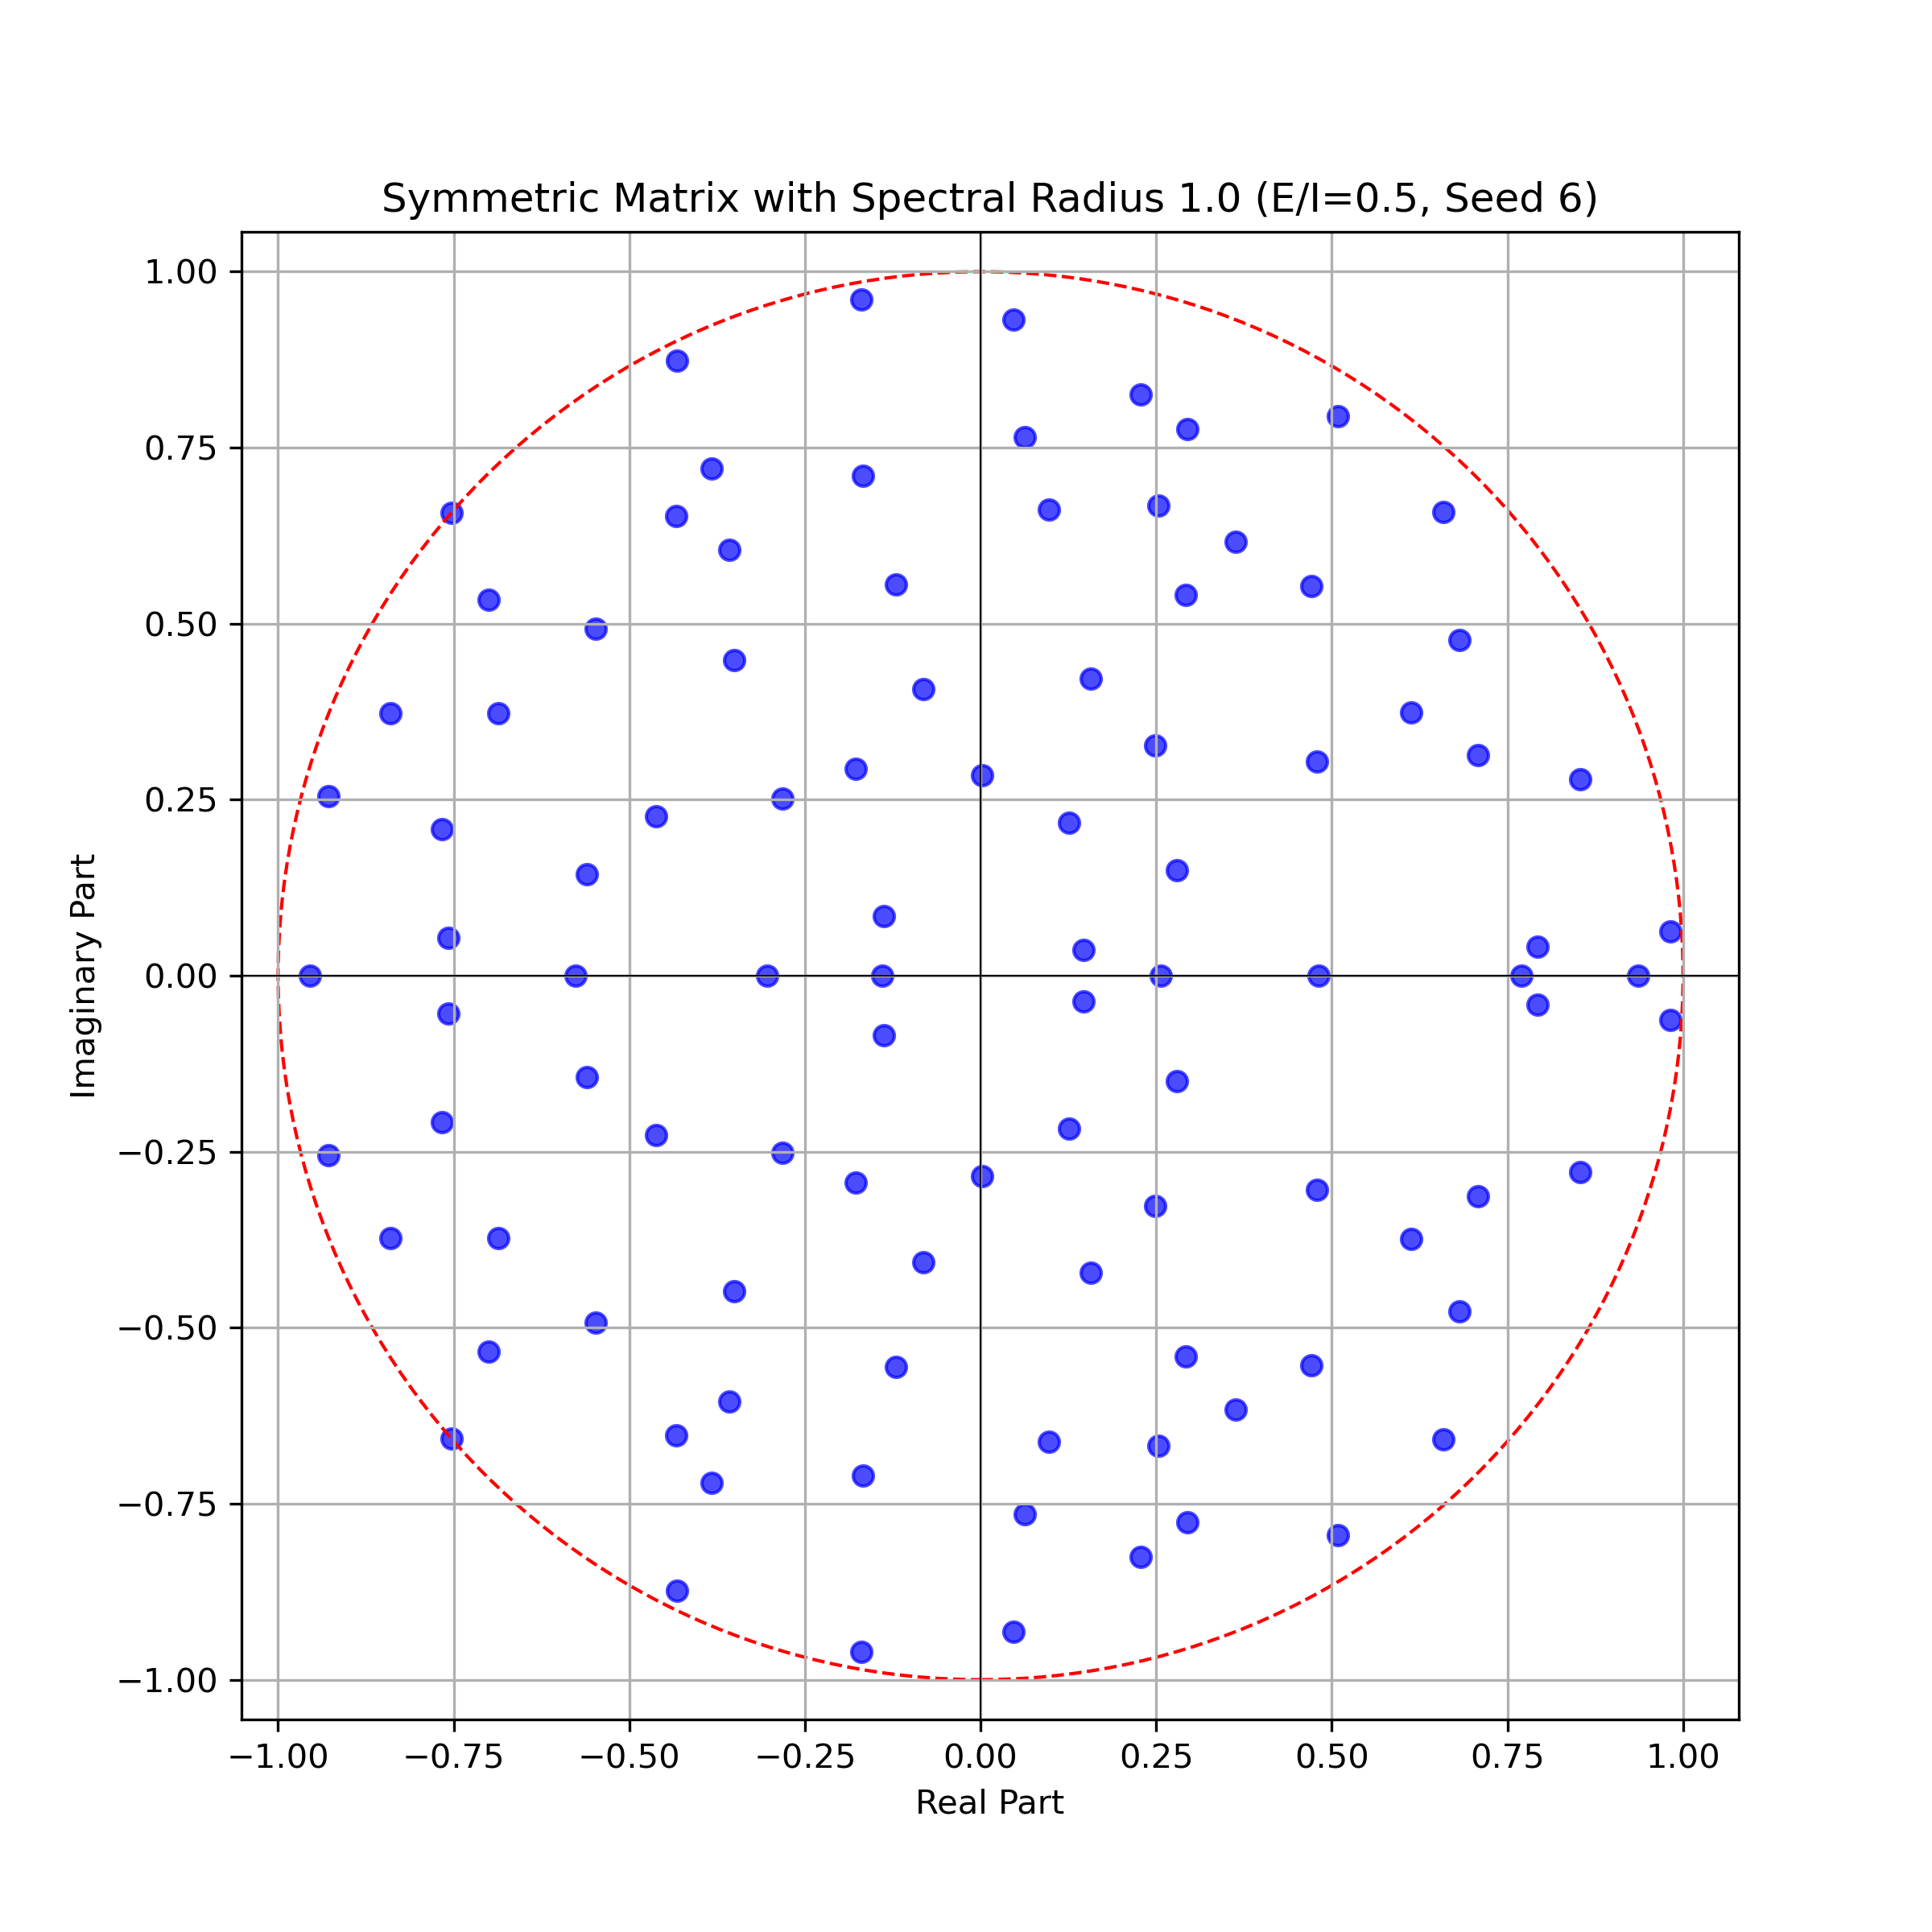 Symmetric Matrix with Spectral Radius 1.0 (E/I=0.5, Seed 6)
1.00
0.75
0.50
0.25
0.00
−0.25
−0.50
−0.75
−1.00
Imaginary Part
−1.00 −0.75 −0.50 −0.25 0.00 0.25 0.50 0.75 1.00
Real Part